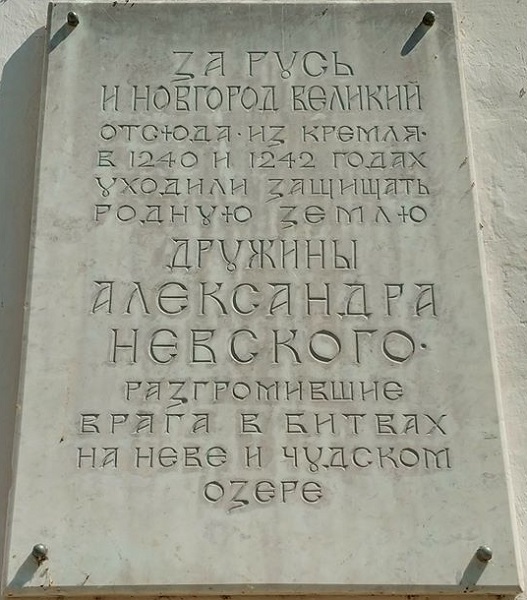 ЗА РУСЬ
И НОВГОРОД ВЕЛИКИЙ
ОТСЮДА·ИЗ КРЕМЛЯ·
В 1240 И 1242 ГОДАХ
УХОДИЛИ ЗАЩИЩАТЬ
РОДНУЮ ЗЕМЛЮ
ДРУЖИНЫ
АЛЕКСАНДРА
НЕВСКОГО·
РАЗГРОМИВШИЕ
ВРАГА В БИТВАХ
НА НЕВЕ И ЧУДСКОМ
ОЗЕРЕ